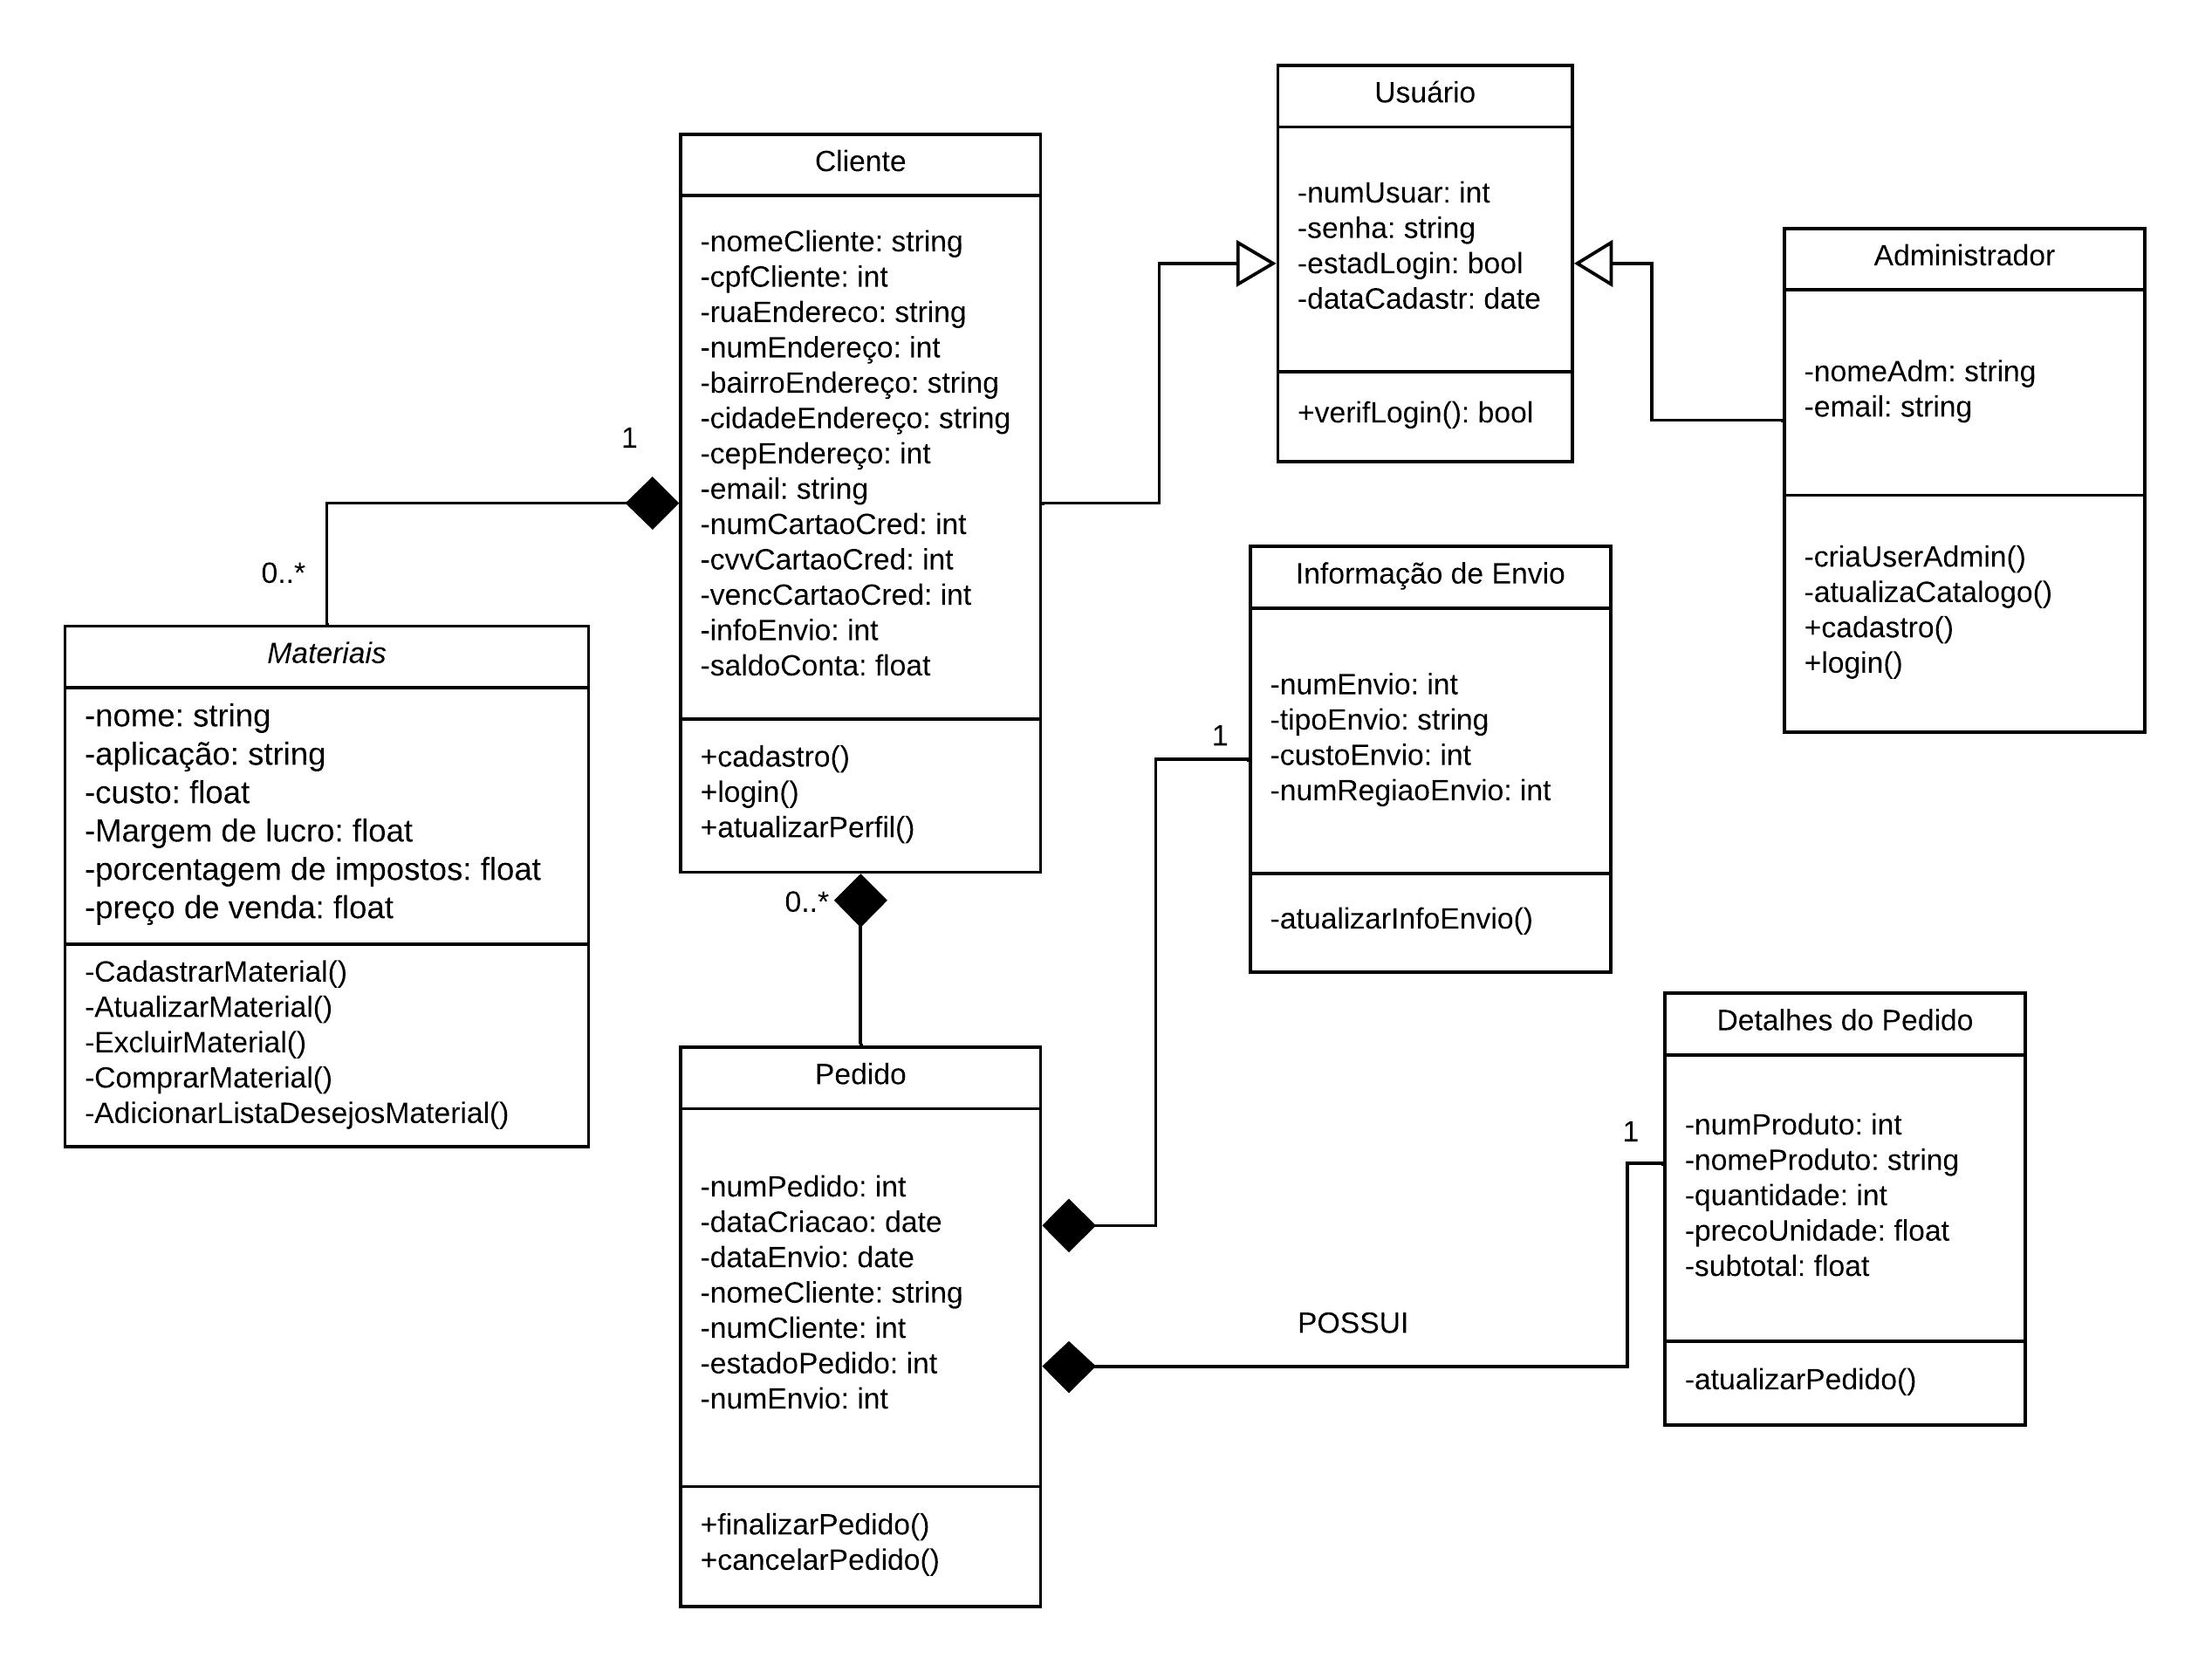 Usuário
-numUsuar: int
-senha: string
-estadLogin: bool
-dataCadastr: date
+verifLogin(): bool
Cliente
-nomeCliente: string
-cpfCliente: int
-ruaEndereco: string
-numEndereço: int
-bairroEndereço: string
-cidadeEndereço: string
-cepEndereço: int
-email: string
-numCartaoCred: int
-cvvCartaoCred: int
-vencCartaoCred: int
-infoEnvio: int
-saldoConta: float
+cadastro()
+login()
+atualizarPerfil()
Administrador
-nomeAdm: string
-email: string
-criaUserAdmin()
-atualizaCatalogo()
+cadastro()
+login()
1
0..*
Materiais
-nome: string
-aplicação: string
-custo: float
-Margem de lucro: float
-porcentagem de impostos: float
-preço de venda: float
-CadastrarMaterial()
-AtualizarMaterial()
-ExcluirMaterial()
-ComprarMaterial()
-AdicionarListaDesejosMaterial()
Informação de Envio
-numEnvio: int
-tipoEnvio: string
-custoEnvio: int
-numRegiaoEnvio: int
-atualizarInfoEnvio()
1
0..*
Pedido
-numPedido: int
-dataCriacao: date
-dataEnvio: date
-nomeCliente: string
-numCliente: int
-estadoPedido: int
-numEnvio: int
+finalizarPedido()
+cancelarPedido()
POSSUI
1
Detalhes do Pedido
-numProduto: int
-nomeProduto: string
-quantidade: int
-precoUnidade: float
-subtotal: float
-atualizarPedido()